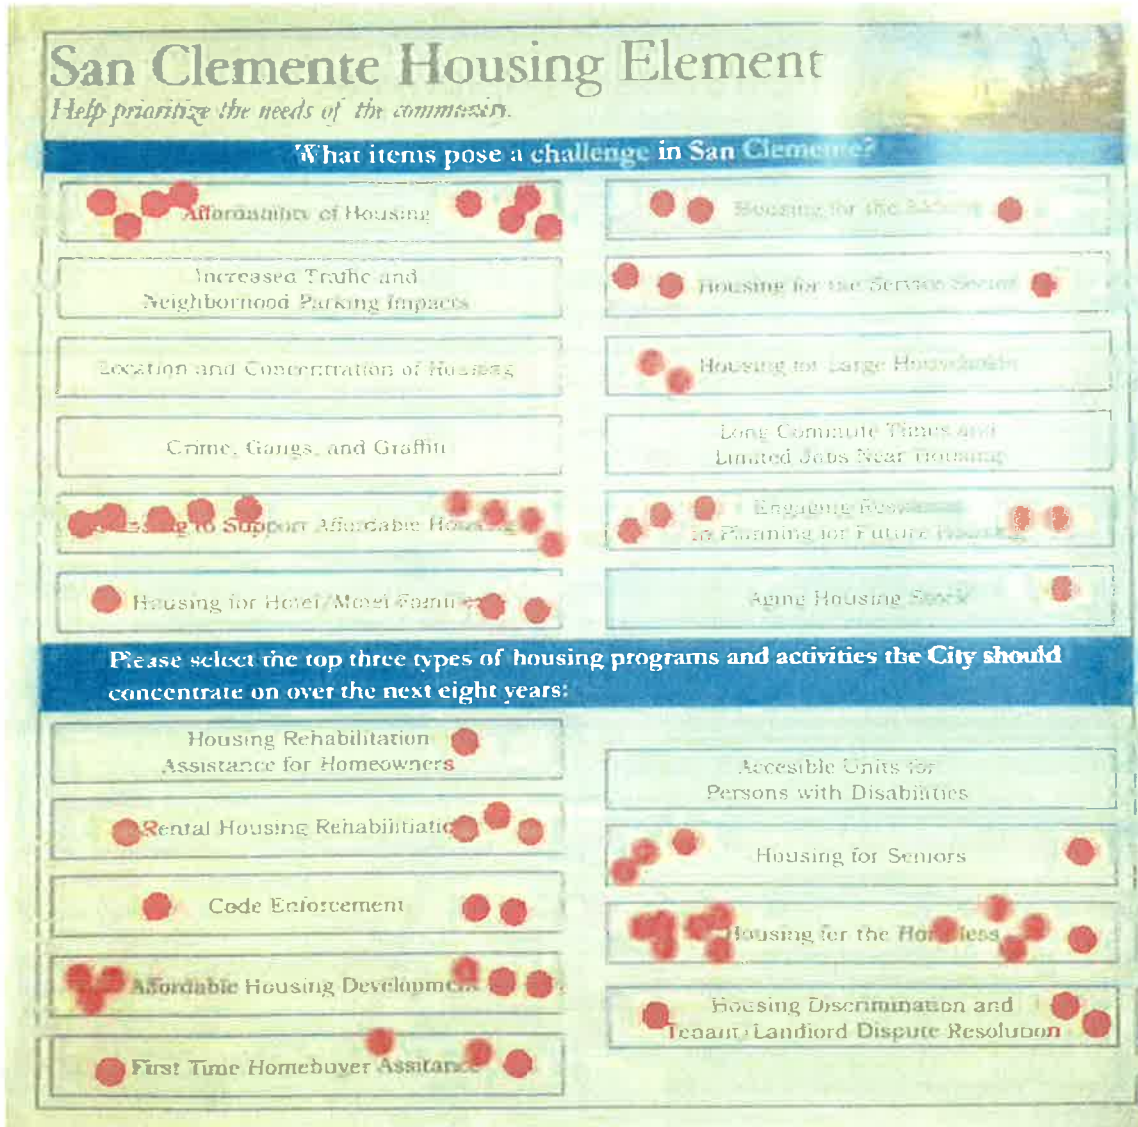 San Clemente Housing Element
Help prioritize the needs of the community.
What items pose a challenge in San Clemente?
Affordability of Housing
Increased Traffic and
Neighborhood Parking Impacts
Location and Concentration of Housing
Crime, Gangs, and Graffiti
to Support Affordable Housing
Housing for Hotel/Motel Families
Housing for the
Housing for the Service Sector
Housing for Large Households
Long Commute Times and
Limited Jobs Near Housing
Engaging Residents
in Planning for Future Housing
Aging Housing Stock
Please select the top three types of housing programs and activities the City should
concentrate on over the next eight years:
Housing Rehabilitation
Assistance for Homeowners
Rental Housing Rehabilitiation
Code Enforcement
Affordable Housing Development
First Time Homebuyer Assitance
Accesible Units for
Persons with Disabilities
Housing for Seniors
Housing for the Homeless
Housing Discrimination and
Tenant/Landlord Dispute Resolution